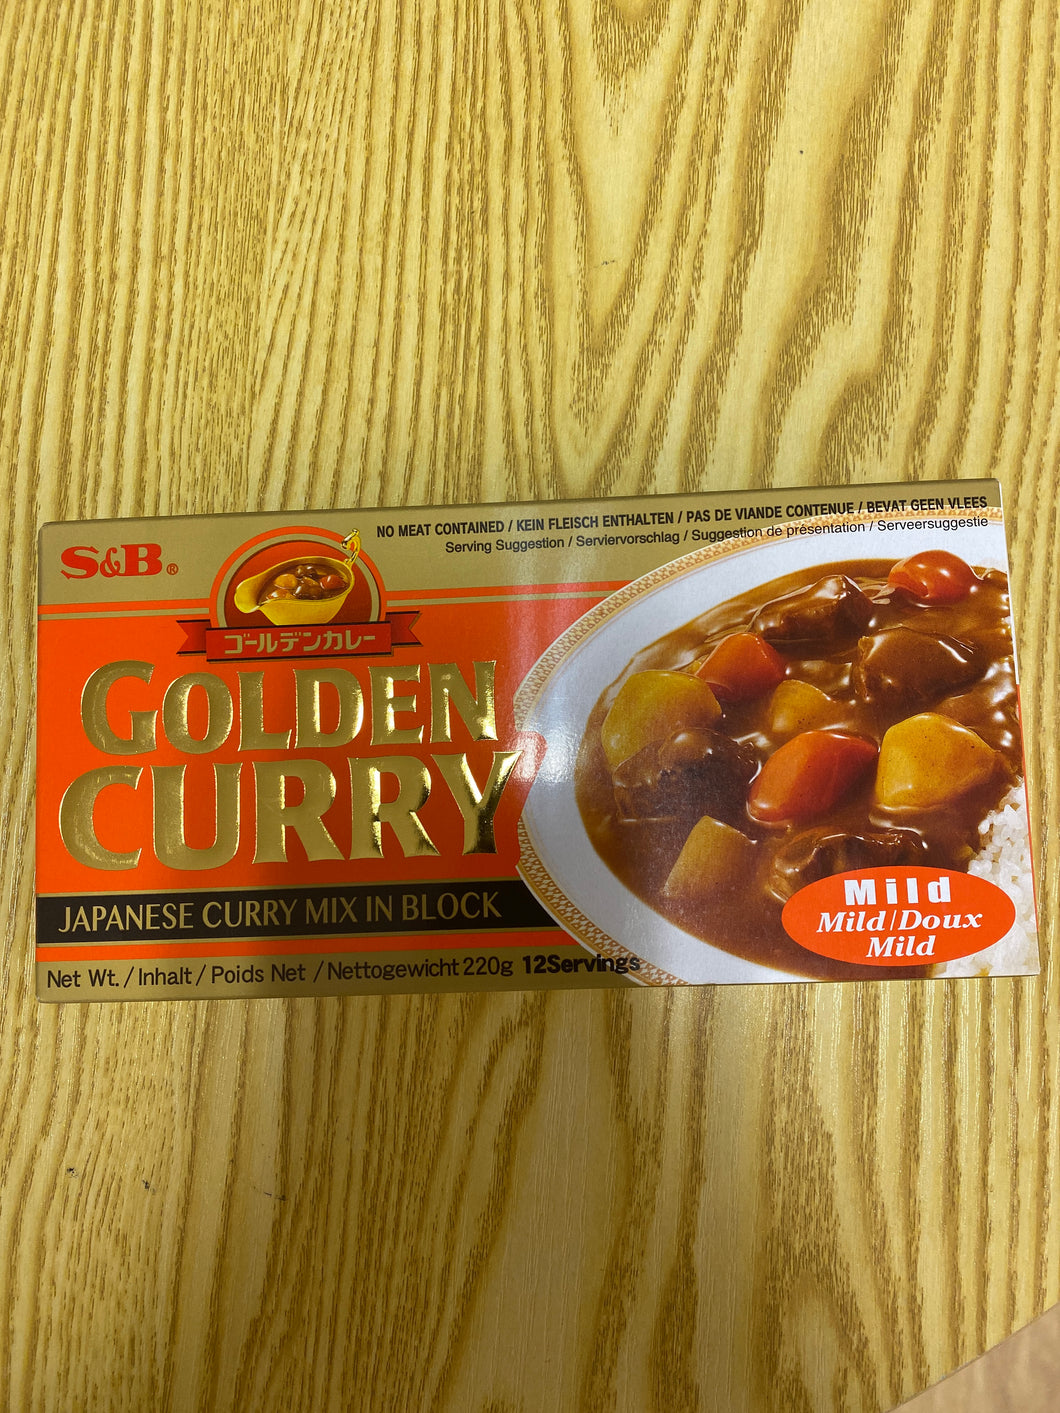 NO MEAT CONTAINED / KEIN FLEISCH ENTHALTEN / PAS DE VIANDE CONTENUE / BEVAT GEEN VLEES
Serving Suggestion / Serviervorschlag / Suggestion de présentation / Serveersuggestie
S&B®
ゴールデンカレー
GOLDEN
CURRY
JAPANESE CURRY MIX IN BLOCK
Mild
Mild/Doux
Mild
Net Wt. / Inhalt / Poids Net / Nettogewicht 220g 12Servings